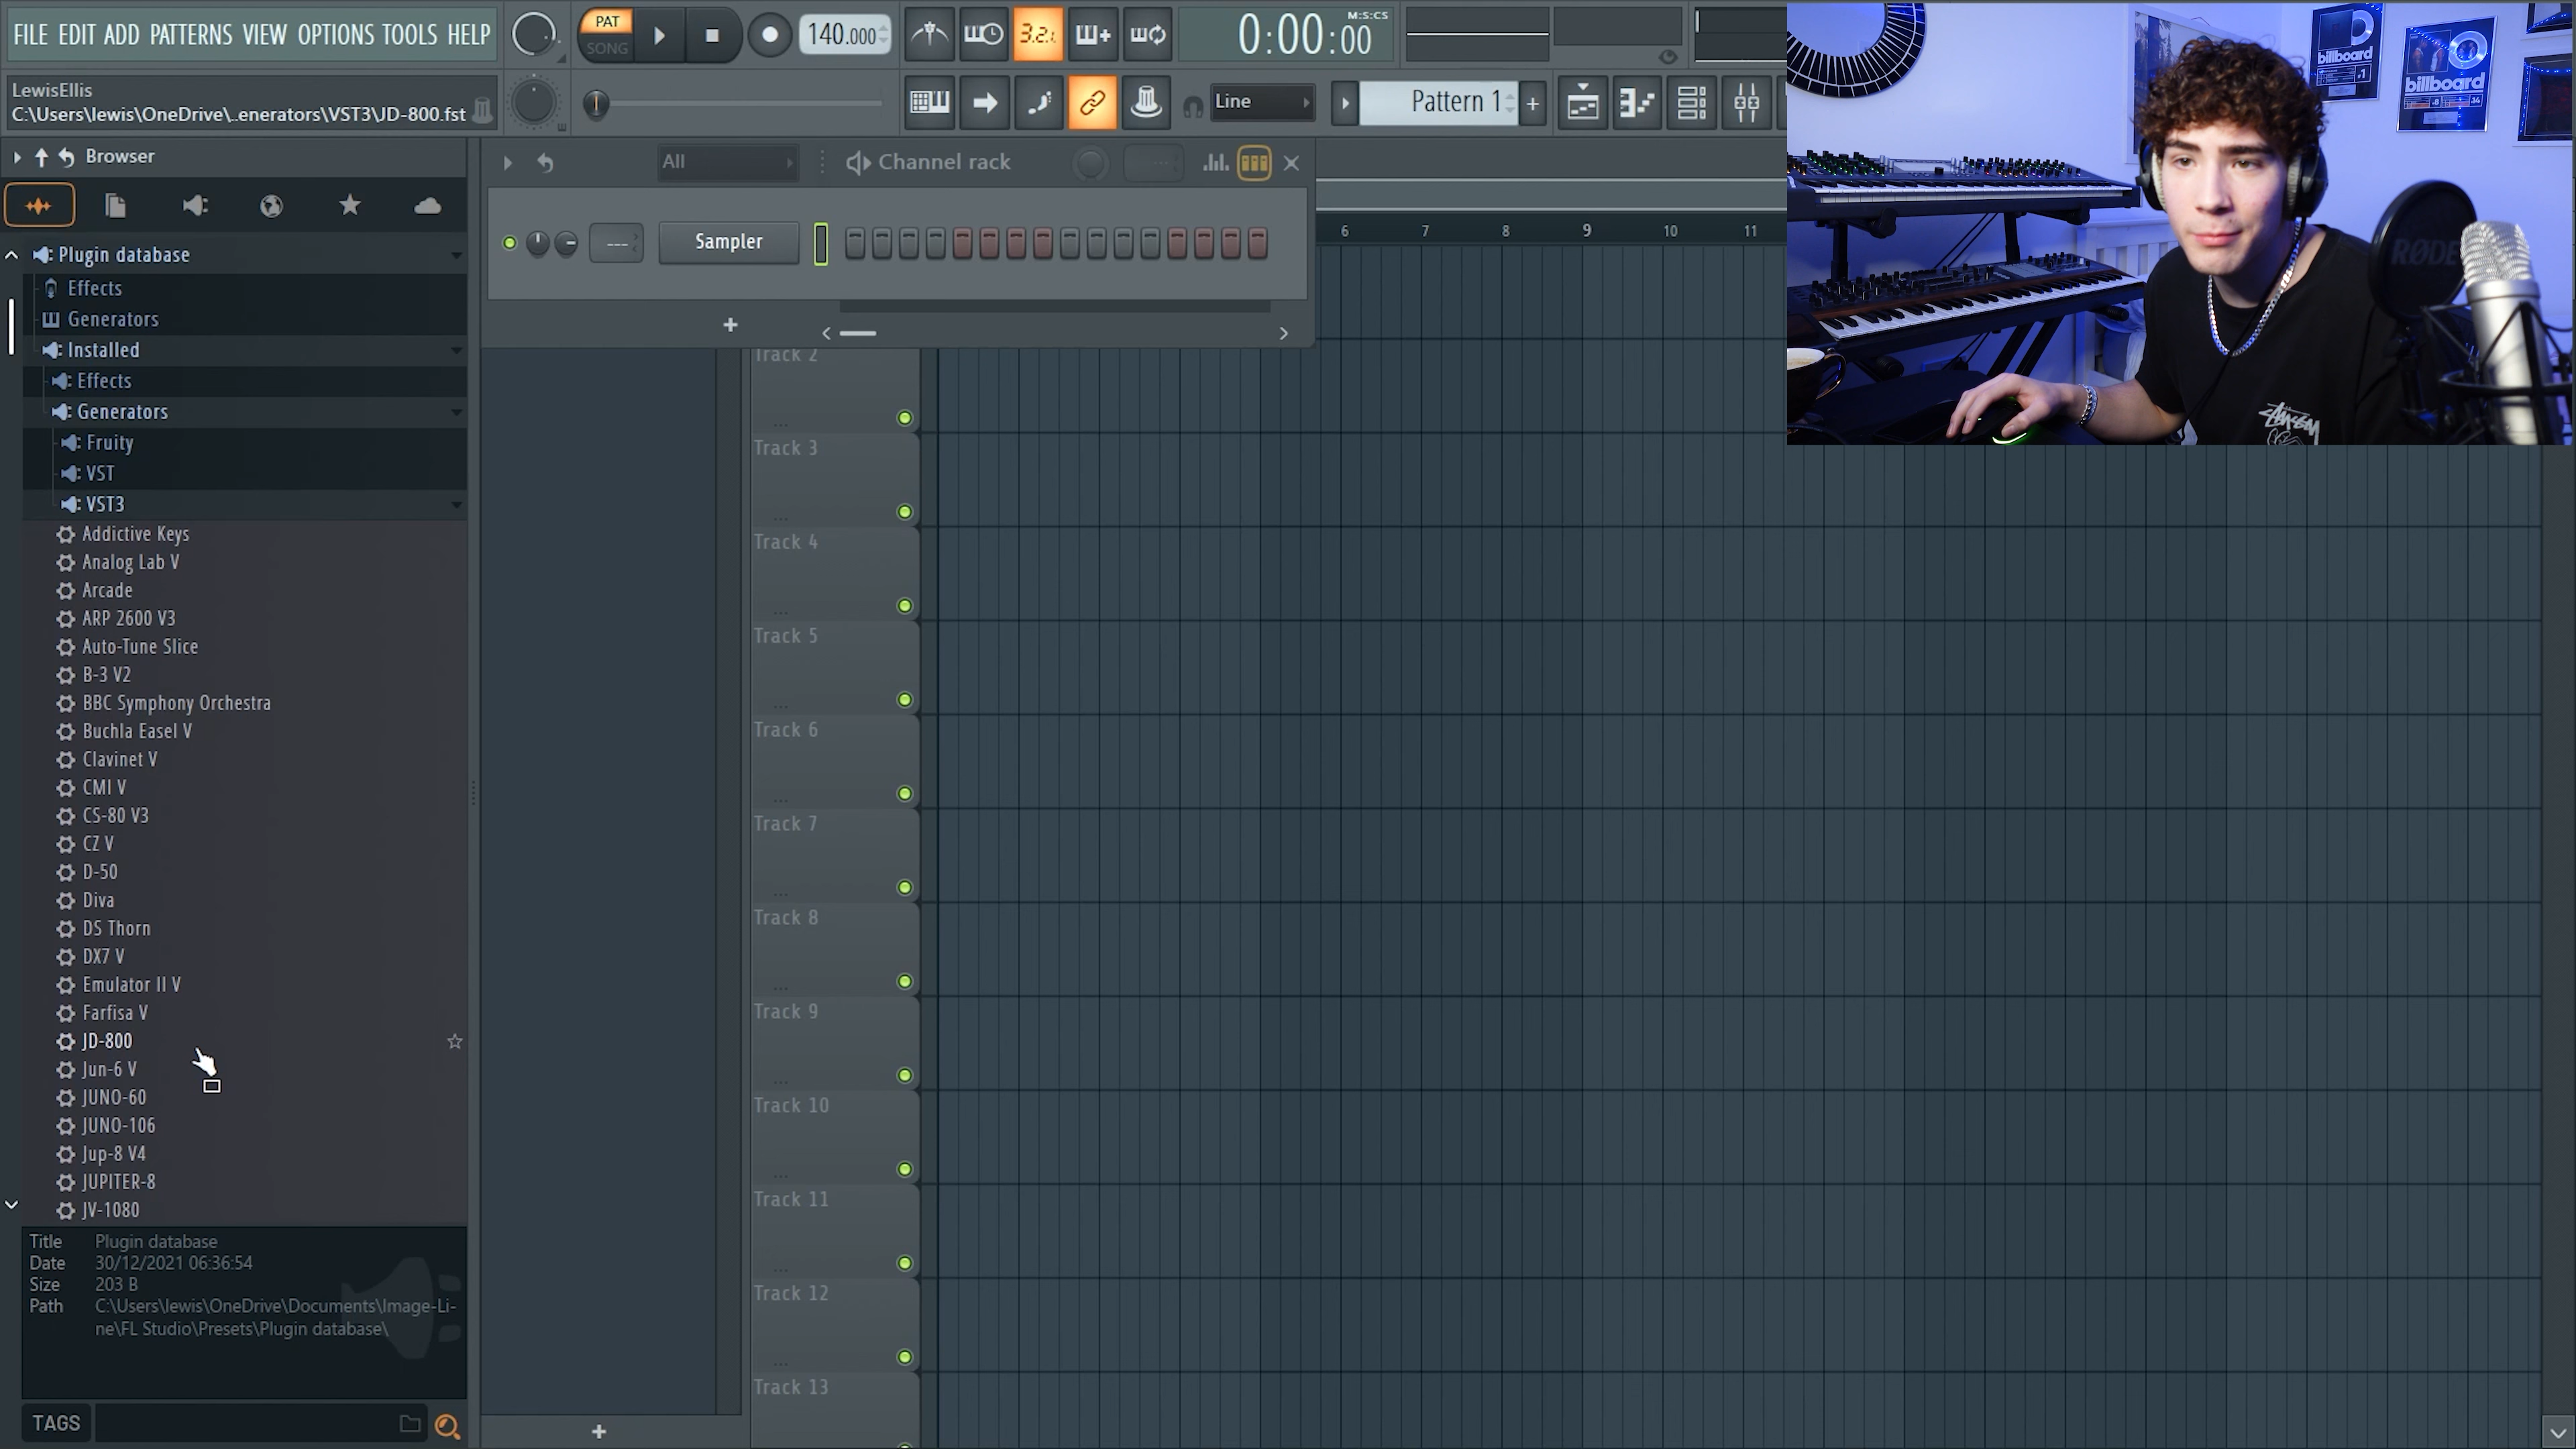 FILE EDIT ADD PATTERNS VIEW OPTIONS TOOLS HELP
PAT
SONG
140.000
3.2.1
0:00:00
M:S:CS
LewisEllis
C:\Users\lewis\OneDrive\..enerators\VST3\JD-800.fst
Line
Pattern 1
+
Browser
All
Channel rack
Sampler
---
+
6 7 8 9 10 11
Plugin database
Effects
Generators
Installed
Effects
Generators
Fruity
VST
VST3
Addictive Keys
Analog Lab V
Arcade
ARP 2600 V3
Auto-Tune Slice
B-3 V2
BBC Symphony Orchestra
Buchla Easel V
Clavinet V
CMI V
CS-80 V3
CZ V
D-50
Diva
DS Thorn
DX7 V
Emulator II V
Farfisa V
JD-800
Jun-6 V
JUNO-60
JUNO-106
Jup-8 V4
JUPITER-8
JV-1080
Title Plugin database
Date 30/12/2021 06:36:54
Size 203 B
Path C:\Users\lewis\OneDrive\Documents\Image-Li-
ne\FL Studio\Presets\Plugin database\
TAGS
Track 2
Track 3
Track 4
Track 5
Track 6
Track 7
Track 8
Track 9
Track 10
Track 11
Track 12
Track 13
+
billboard
billboard
RØDE